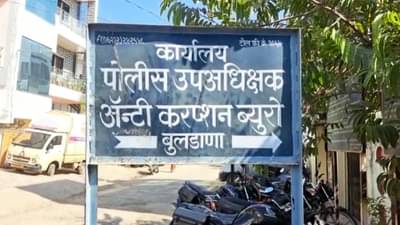 कार्यालय
पोलीस उपअधिक्षक
ॲन्टी करप्शन ब्युरो
बुलडाणा